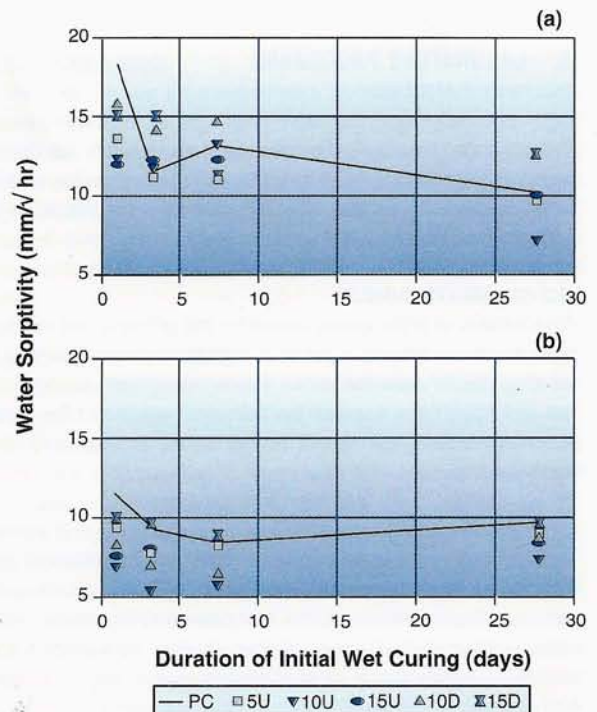 (a)
20
15
10
5
0 5 10 15 20 25 30
(b)
20
15
10
5
0 5 10 15 20 25 30
Water Sorptivity (mm/√ hr)
Duration of Initial Wet Curing (days)
PC 5U 10U 15U 10D 15D